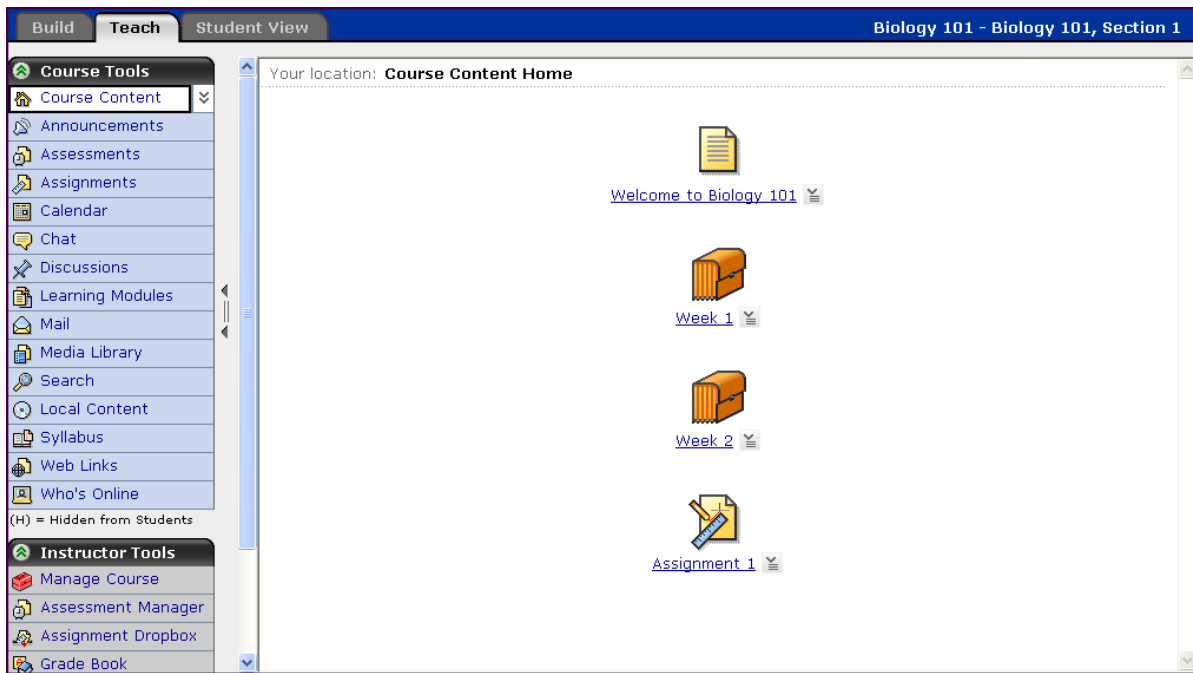 Build Teach Student View Biology 101 - Biology 101, Section 1
Course Tools
Course Content
Announcements
Assessments
Assignments
Calendar
Chat
Discussions
Learning Modules
Mail
Media Library
Search
Local Content
Syllabus
Web Links
Who's Online
(H) = Hidden from Students
Instructor Tools
Manage Course
Assessment Manager
Assignment Dropbox
Grade Book
Your location: Course Content Home
Welcome to Biology 101
Week 1
Week 2
Assignment 1